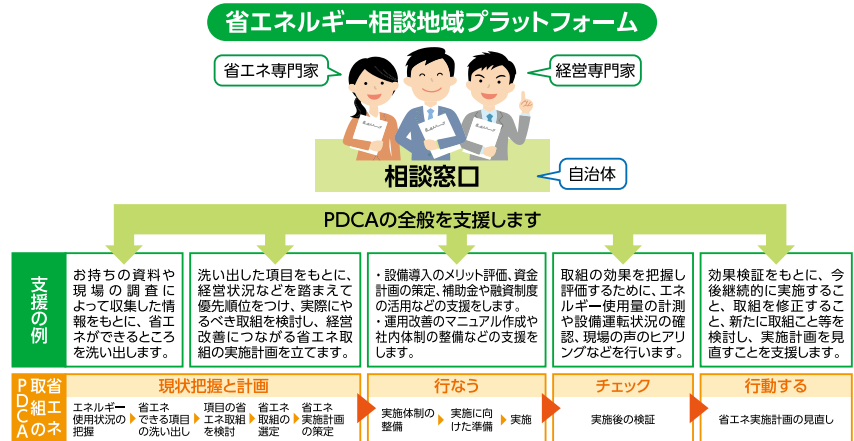 省エネルギー相談地域プラットフォーム
省エネ専門家
経営専門家
相談窓口
自治体
PDCAの全般を支援します
支援の例
お持ちの資料や
現場の調査に
よって収集した情
報をもとに、省エ
ネができるところ
を洗い出します。
洗い出した項目をもとに、
経営状況などを踏まえて
優先順位をつけ、実際にや
るべき取組を検討し、経営
改善につながる省エネ取
組の実施計画を立てます。
・設備導入のメリット評価、資金
計画の策定、補助金や融資制度
の活用などの支援をします。
・運用改善のマニュアル作成や
社内体制の整備などの支援を
します。
取組の効果を把握し
評価するために、エネ
ルギー使用量の計測
や設備運転状況の確
認、現場の声のヒアリ
ングなどを行います。
効果検証をもとに、今
後継続的に実施するこ
と、取組を修正するこ
と、新たに取組こと等を
検討し、実施計画を見
直すことを支援します。
省エネの
取組の
PDCA
現状把握と計画
エネルギー
使用状況の
把握
省エネ
できる項目
の洗い出し
項目の省
エネ取組
を検討
省エネ
取組の
選定
省エネ
実施計画
の策定
行なう
実施体制の
整備
実施に向
けた準備
実施
チェック
実施後の検証
行動する
省エネ実施計画の見直し